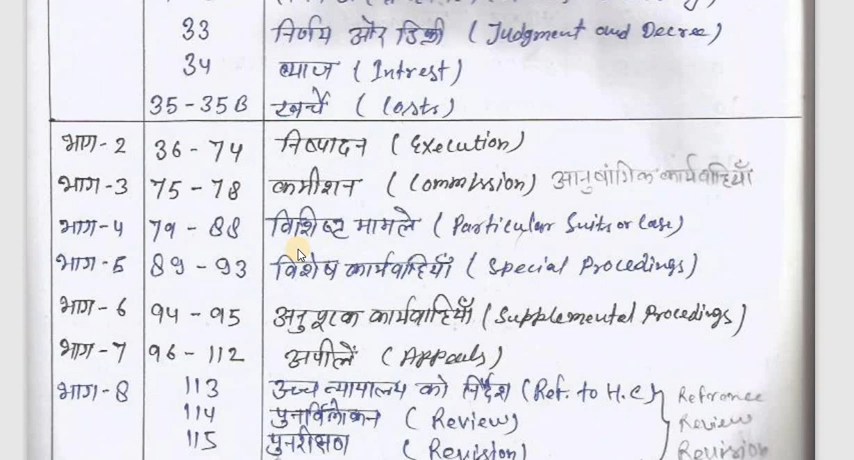 33 निर्णय और डिक्री ( Judgment and Decree )
34 ब्याज ( Intrest )
35 - 35B खर्चे ( Costs )
भाग - 2 36 - 74 निष्पादन ( Execution )
भाग - 3 75 - 78 कमीशन ( Commission ) आनुषांगिक कार्यवाहियाँ
भाग - 4 79 - 88 विशिष्ट मामले ( Particular Suits or Case )
भाग - 5 89 - 93 विशेष कार्यवाहियाँ ( Special Procedings )
भाग - 6 94 - 95 अनुपूरक कार्यवाहियाँ ( Supplemental Procedings )
भाग - 7 96 - 112 अपीलें ( Appeals )
भाग - 8 113 उच्च न्यायालय को निर्देश ( Ref. to H.C ) Reference
114 पुनर्विलोकन ( Review ) Review
115 पुनरीक्षण ( Revision ) Revision